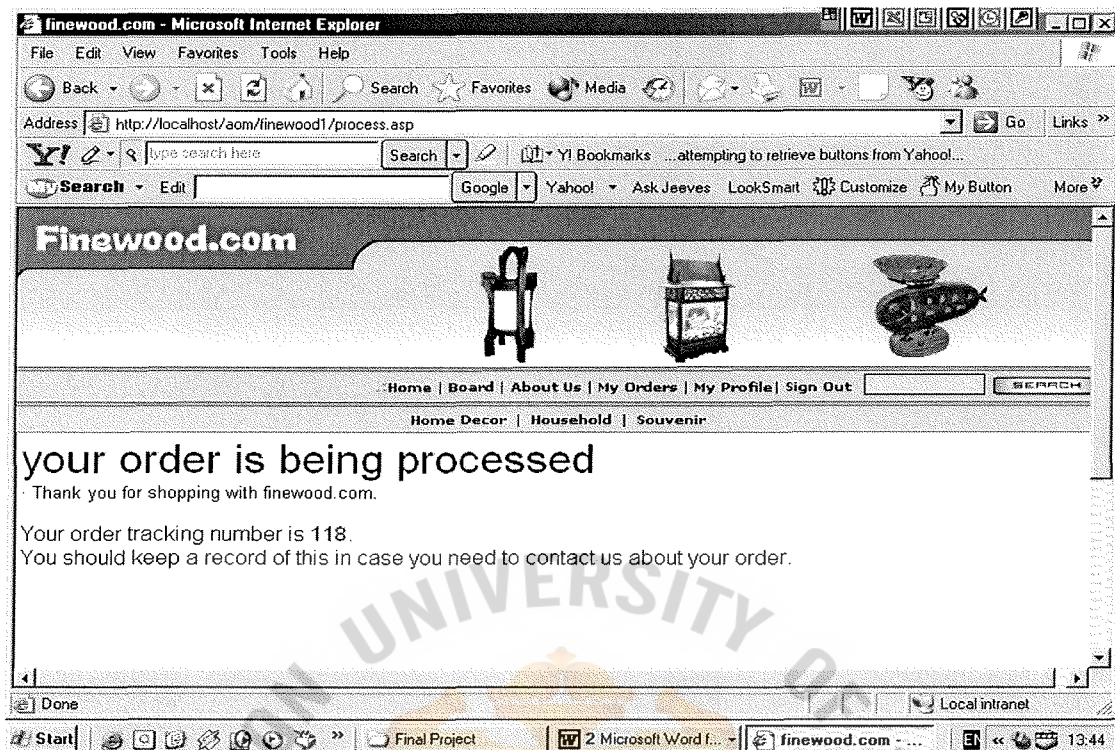 finewood.com - Microsoft Internet Explorer
File Edit View Favorites Tools Help
Back Search Favorites Media
Address http://localhost/aom/finewood1/process.asp Go Links »
Y! type search here Search Y! Bookmarks ...attempting to retrieve buttons from Yahoo!...
Search Edit Google Yahoo! Ask Jeeves LookSmart Customize My Button More »
Finewood.com
Home | Board | About Us | My Orders | My Profile| Sign Out SEARCH
Home Decor | Household | Souvenir
your order is being processed
Thank you for shopping with finewood.com.
Your order tracking number is 118.
You should keep a record of this in case you need to contact us about your order.
UNIVERSITY OF
ON
Done Local intranet
Start » Final Project 2 Microsoft Word f... finewood.com - ... EN « 13:44